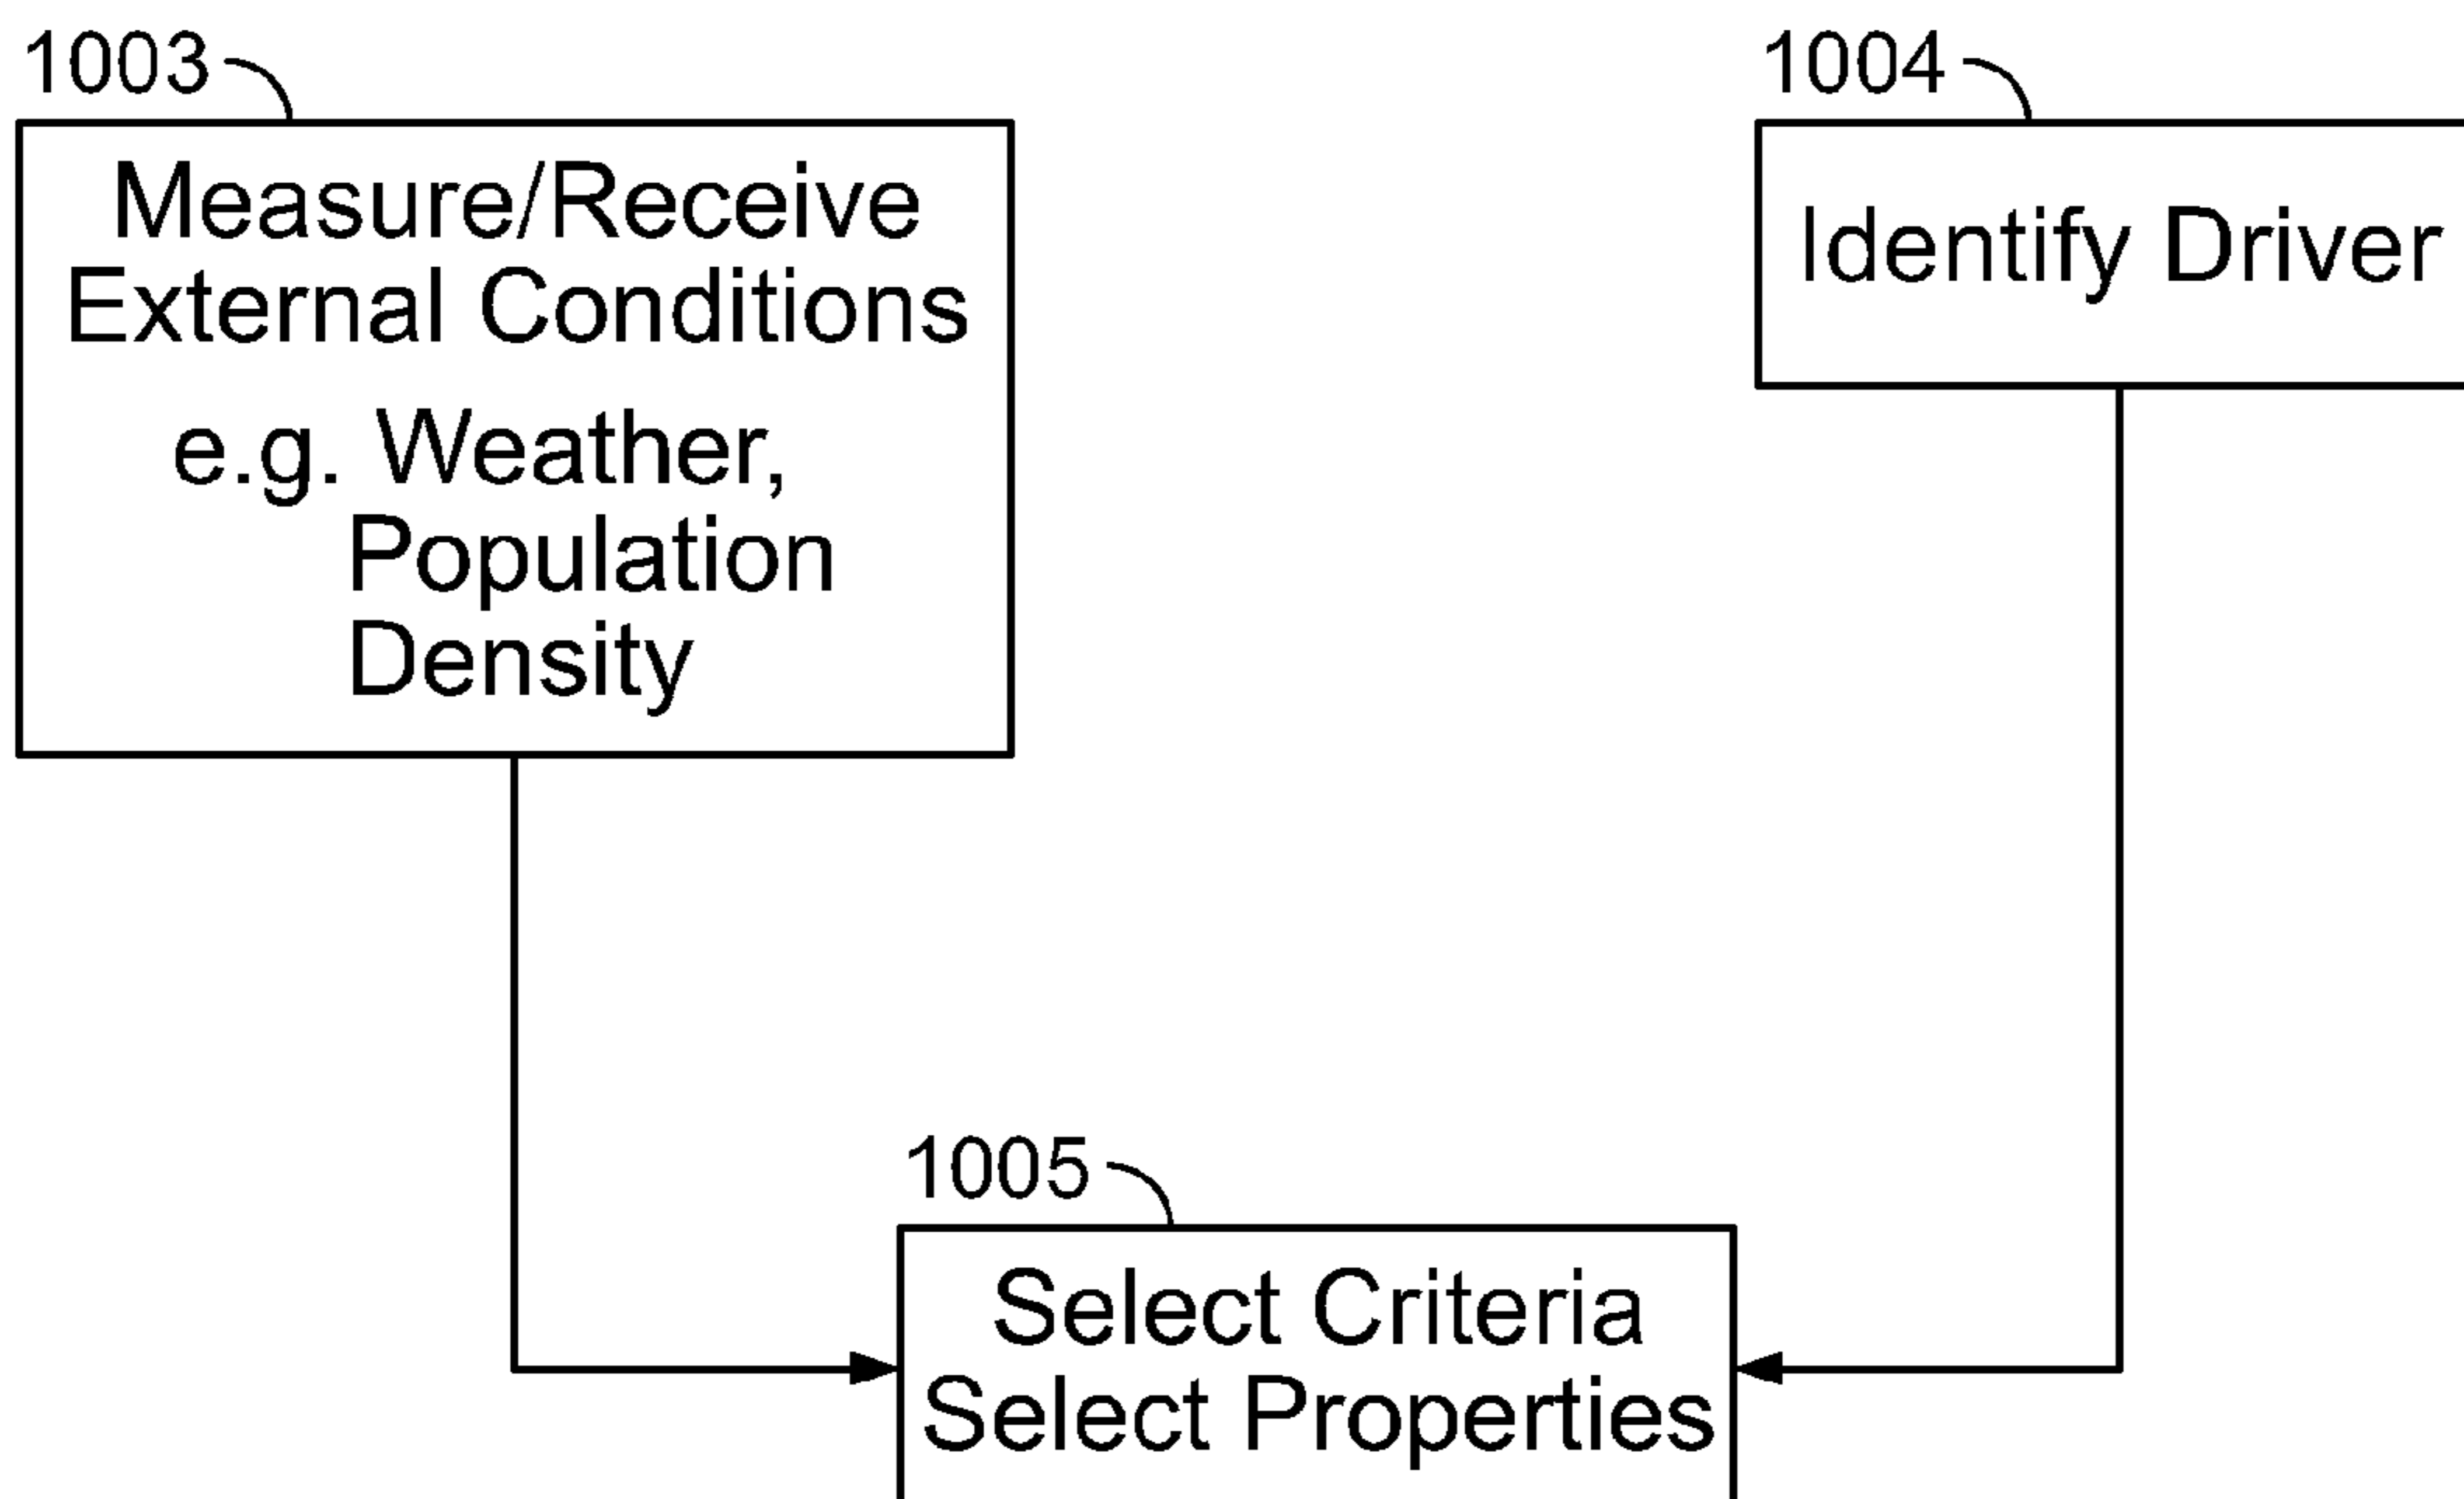 1003
Measure/Receive
External Conditions
e.g. Weather,
Population
Density
1004
Identify Driver
1005
Select Criteria
Select Properties